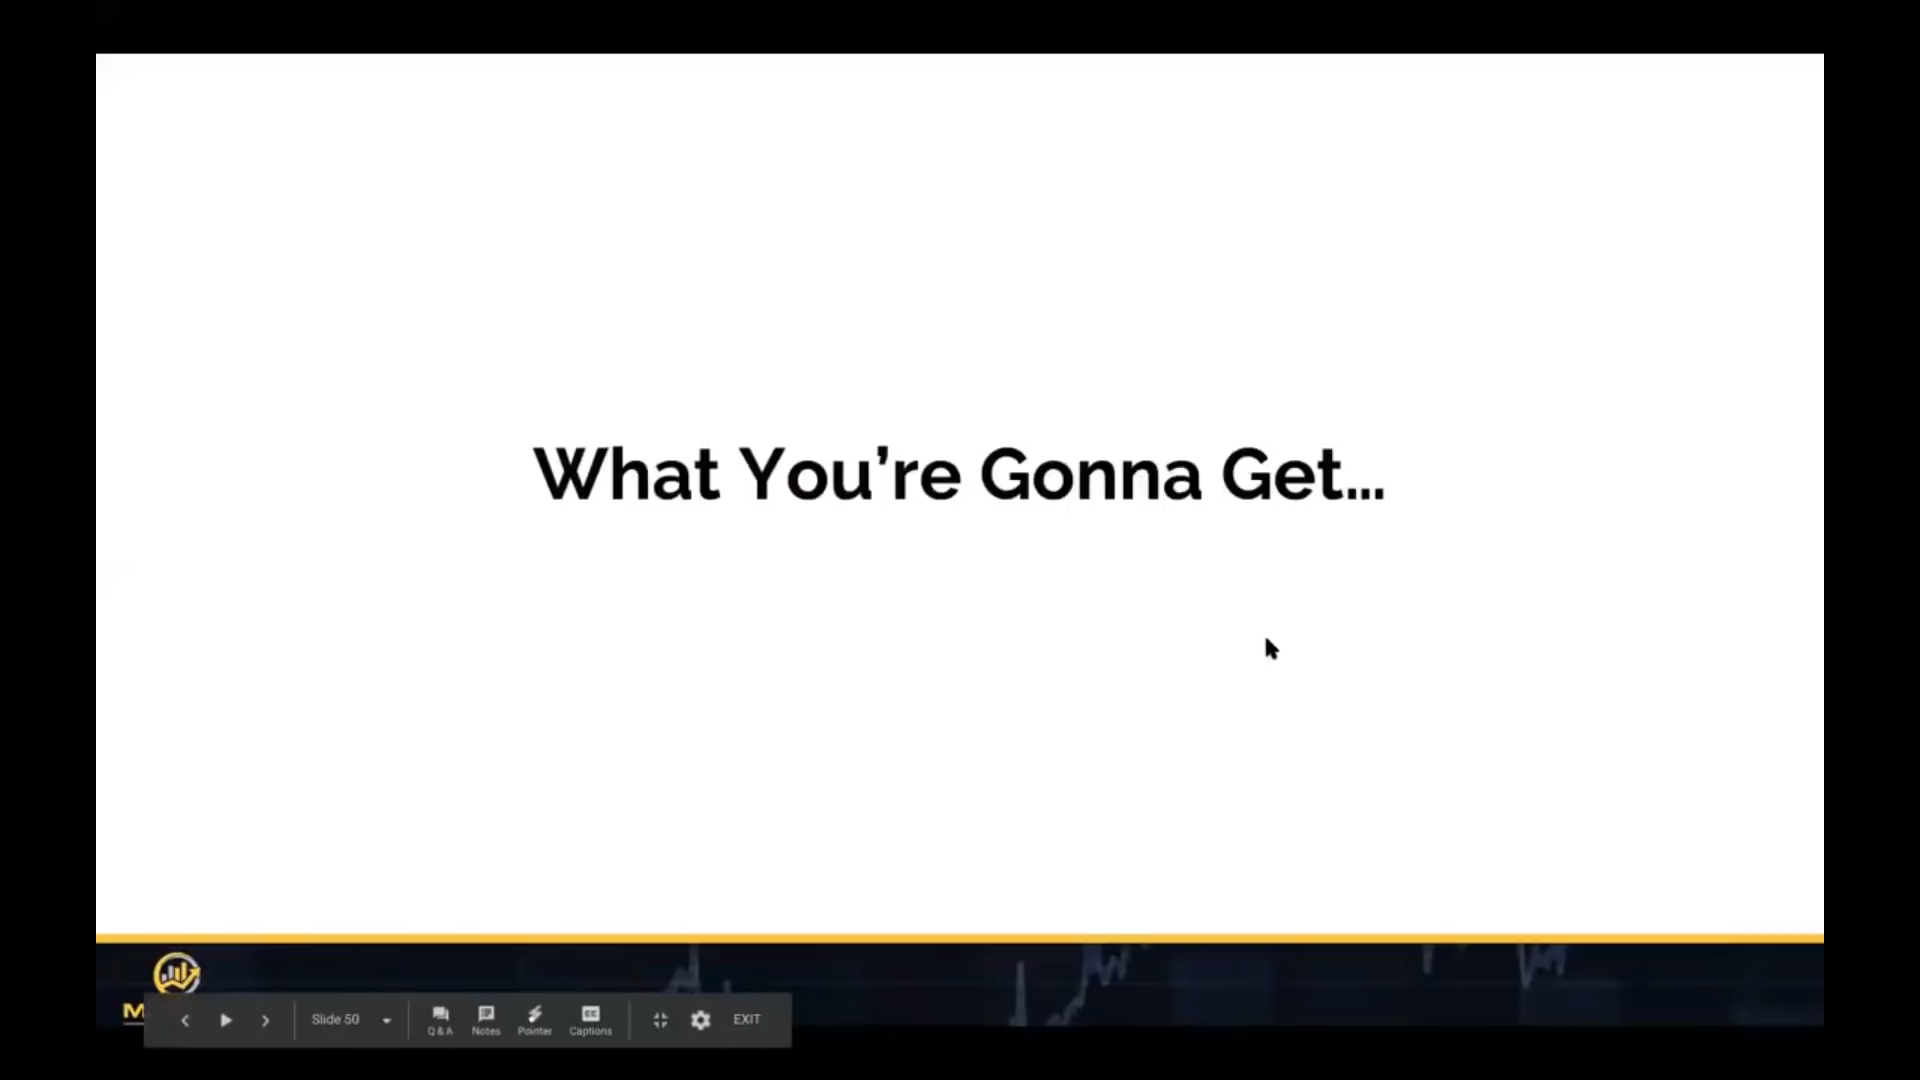 What You’re Gonna Get...
M
Slide 50
Q & A
Notes
Pointer
Captions
EXIT